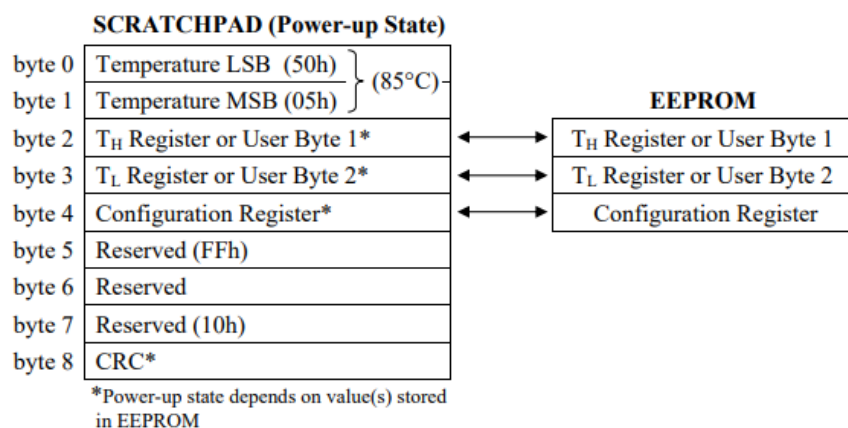 SCRATCHPAD (Power-up State)
byte 0 Temperature LSB (50h)
(85°C)
byte 1 Temperature MSB (05h)
EEPROM
byte 2 TH Register or User Byte 1* TH Register or User Byte 1
byte 3 TL Register or User Byte 2* TL Register or User Byte 2
byte 4 Configuration Register* Configuration Register
byte 5 Reserved (FFh)
byte 6 Reserved
byte 7 Reserved (10h)
byte 8 CRC*
*Power-up state depends on value(s) stored
in EEPROM